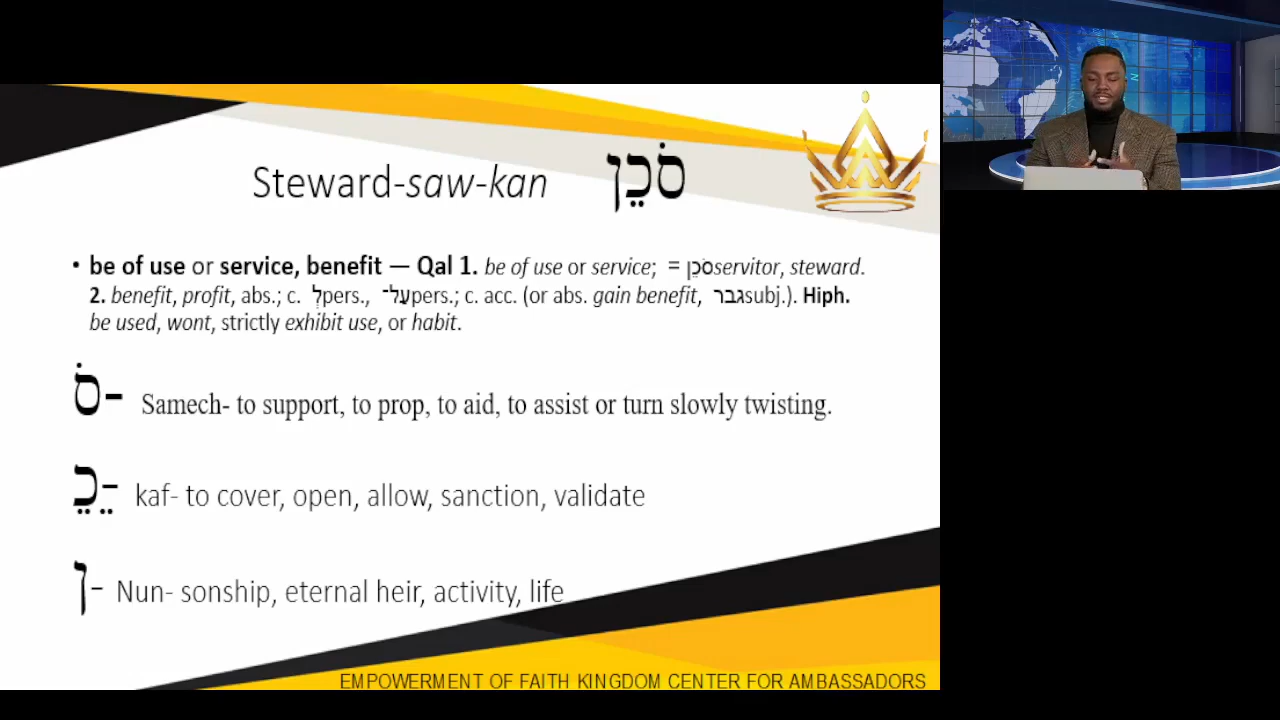 Steward-saw-kan סֹכֵן
• be of use or service, benefit — Qal 1. be of use or service; = סֹכֵןservitor, steward.
2. benefit, profit, abs.; c. לְpers., עַל־pers.; c. acc. (or abs. gain benefit, גברsubj.). Hiph.
be used, wont, strictly exhibit use, or habit.
סֹ- Samech- to support, to prop, to aid, to assist or turn slowly twisting.
כֵּ- kaf- to cover, open, allow, sanction, validate
ן- Nun- sonship, eternal heir, activity, life
EMPOWERMENT OF FAITH KINGDOM CENTER FOR AMBASSADORS